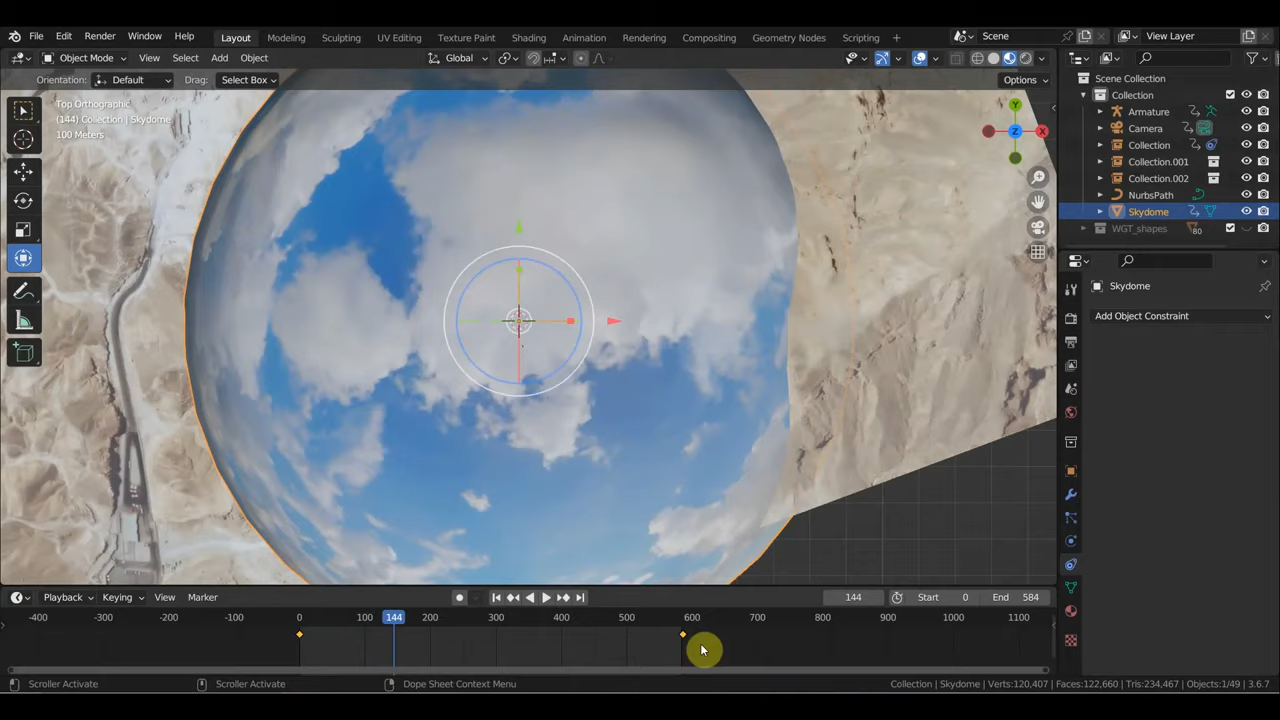 File Edit Render Window Help Layout Modeling Sculpting UV Editing Texture Paint Shading Animation Rendering Compositing Geometry Nodes Scripting + Scene View Layer
Object Mode View Select Add Object Global
Orientation: Default Drag: Select Box Options
Top Orthographic
(144) Collection | Skydome
100 Meters
Y
Z
X
Scene Collection
Collection
Armature
Camera
Collection
Collection.001
Collection.002
NurbsPath
Skydome
WGT_shapes 80
Skydome
Add Object Constraint
Playback Keying View Marker 144 Start 0 End 584
-400 -300 -200 -100 0 100 144 200 300 400 500 600 700 800 900 1000 1100
Scroller Activate Scroller Activate Dope Sheet Context Menu Collection | Skydome | Verts:120,407 | Faces:122,660 | Tris:234,467 | Objects:1/49 | 3.6.7